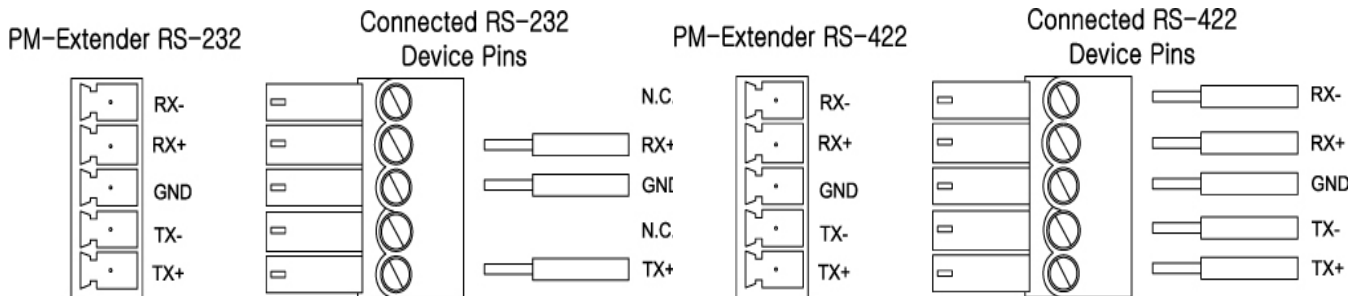 PM-Extender RS-232
RX-
RX+
GND
TX-
TX+
Connected RS-232
Device Pins
N.C.
RX+
GND
N.C.
TX+
PM-Extender RS-422
RX-
RX+
GND
TX-
TX+
Connected RS-422
Device Pins
RX-
RX+
GND
TX-
TX+